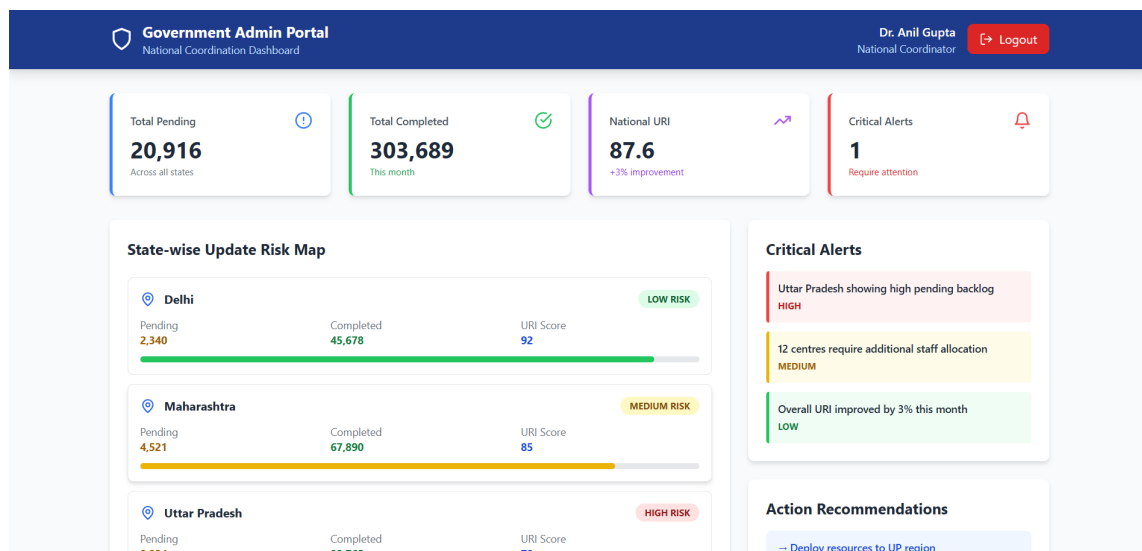 Government Admin Portal
National Coordination Dashboard
Dr. Anil Gupta
National Coordinator
Logout
Total Pending
20,916
Across all states
Total Completed
303,689
This month
National URI
87.6
+3% improvement
Critical Alerts
1
Require attention
State-wise Update Risk Map
Delhi
LOW RISK
Pending Completed URI Score
2,340 45,678 92
Maharashtra
MEDIUM RISK
Pending Completed URI Score
4,521 67,890 85
Uttar Pradesh
HIGH RISK
Pending Completed URI Score
Critical Alerts
Uttar Pradesh showing high pending backlog
HIGH
12 centres require additional staff allocation
MEDIUM
Overall URI improved by 3% this month
LOW
Action Recommendations
→ Deploy resources to UP region